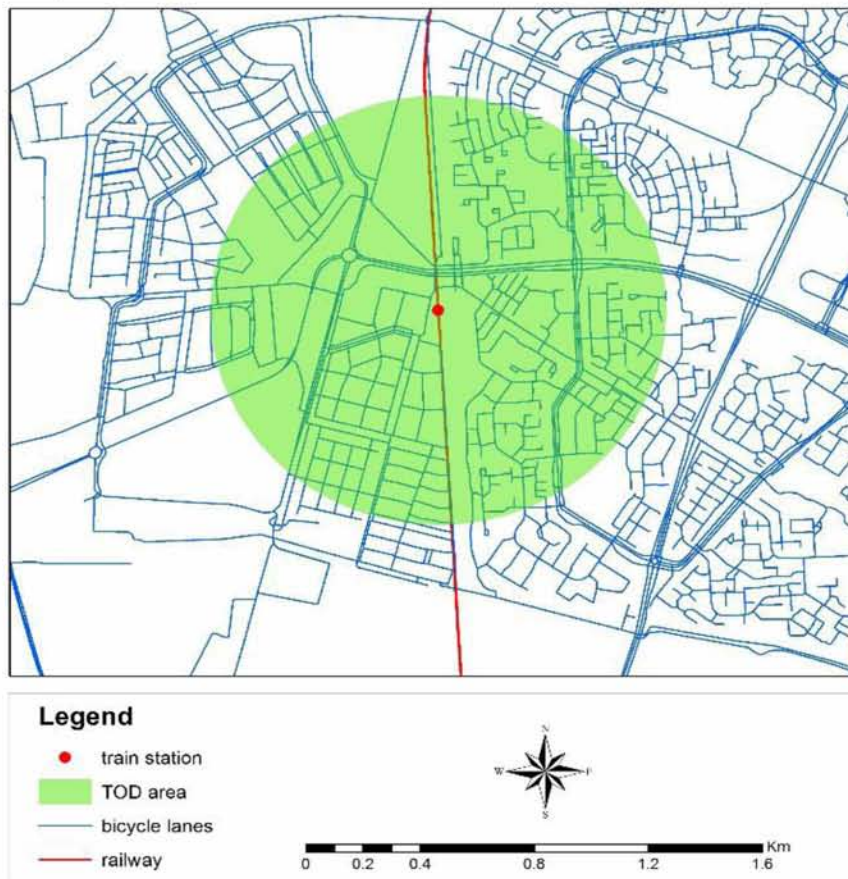 Legend
train station
TOD area
bicycle lanes
railway
N
W
E
S
Km
0 0.2 0.4 0.8 1.2 1.6